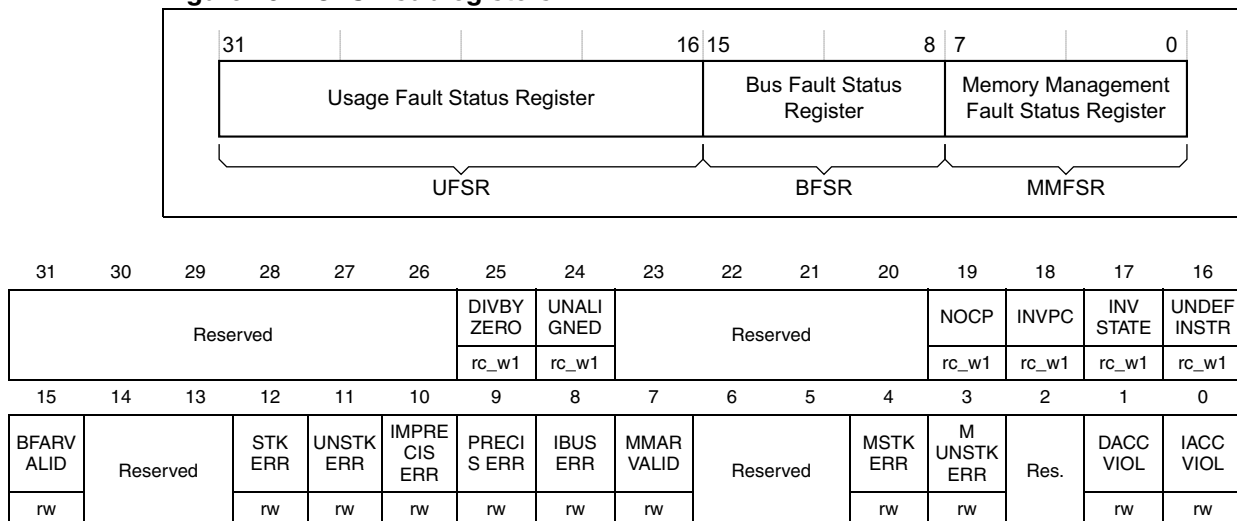 31 16 15 8 7 0
Usage Fault Status Register
Bus Fault Status
Register
Memory Management
Fault Status Register
UFSR BFSR MMFSR
31 30 29 28 27 26 25 24 23 22 21 20 19 18 17 16
Reserved
DIVBY
ZERO
UNALI
GNED
Reserved
NOCP
INVPC
INV
STATE
UNDEF
INSTR
rc_w1 rc_w1 rc_w1 rc_w1 rc_w1 rc_w1
15 14 13 12 11 10 9 8 7 6 5 4 3 2 1 0
BFARV
ALID
Reserved
STK
ERR
UNSTK
ERR
IMPRE
CIS
ERR
PRECI
S ERR
IBUS
ERR
MMAR
VALID
Reserved
MSTK
ERR
M
UNSTK
ERR
Res.
DACC
VIOL
IACC
VIOL
rw rw rw rw rw rw rw rw rw rw rw